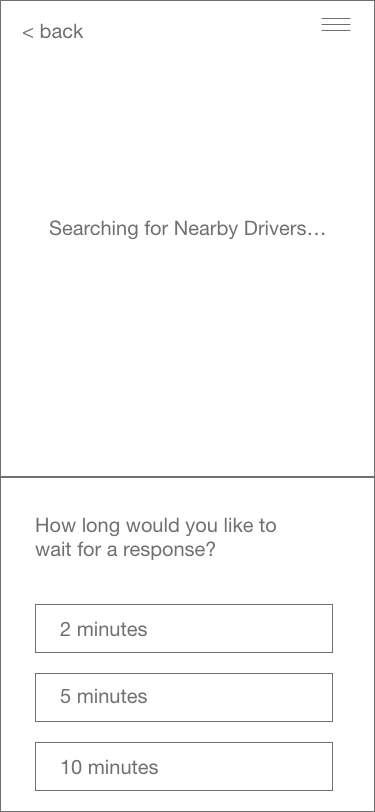 < back
Searching for Nearby Drivers…
How long would you like to
wait for a response?
2 minutes
5 minutes
10 minutes